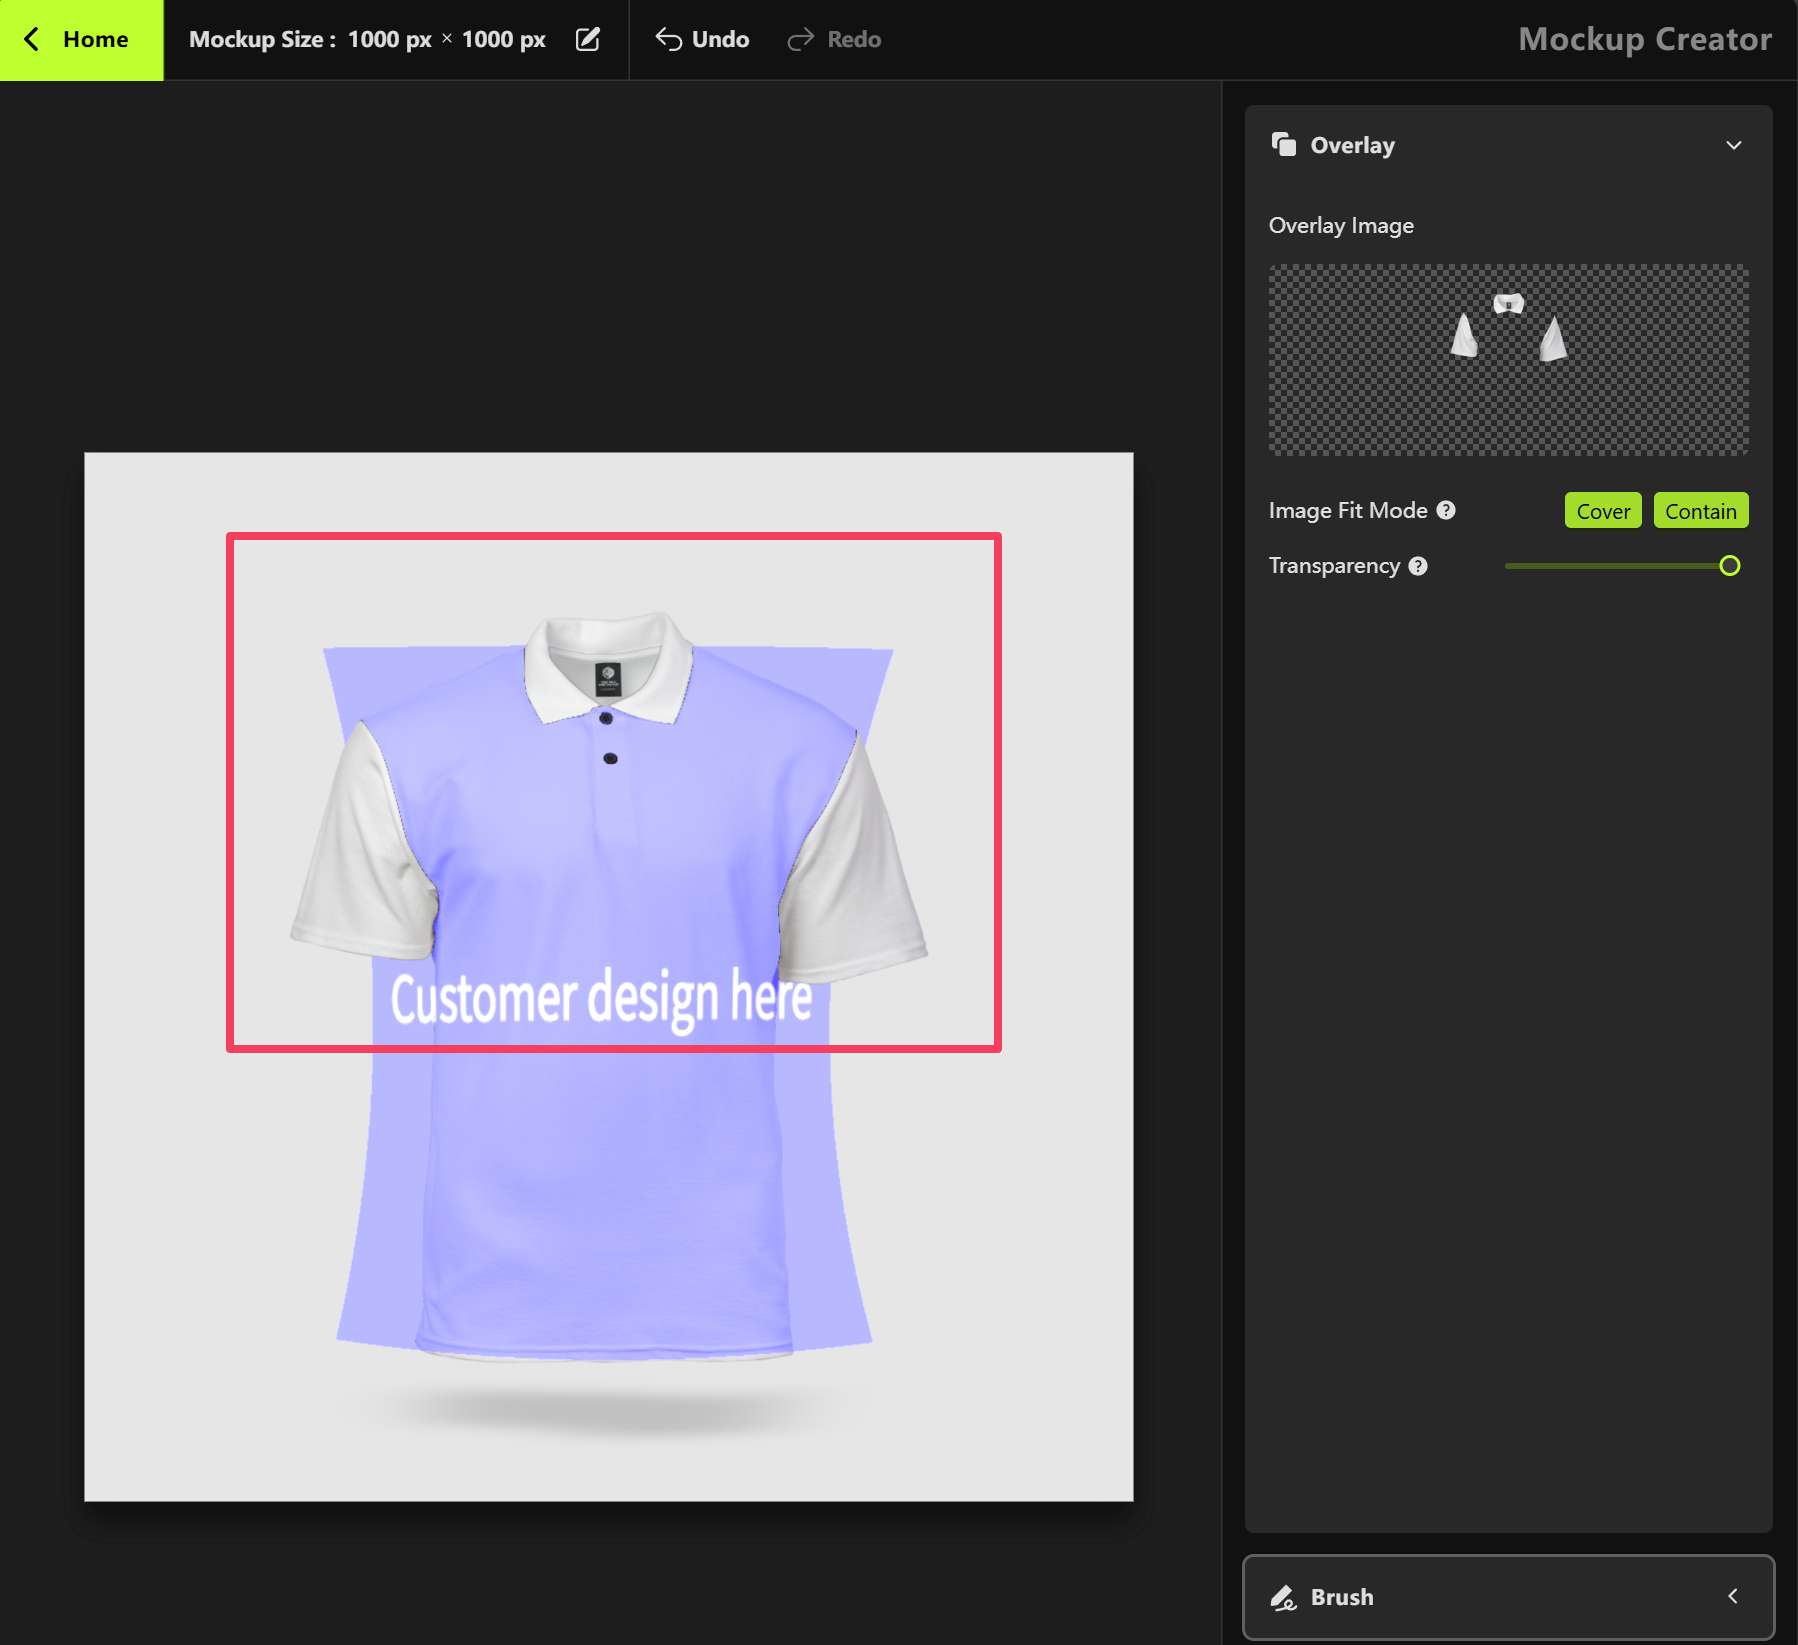 Home
Mockup Size : 1000 px × 1000 px
Undo
Redo
Mockup Creator
Overlay
Overlay Image
Image Fit Mode
Cover
Contain
Transparency
Customer design here
Brush